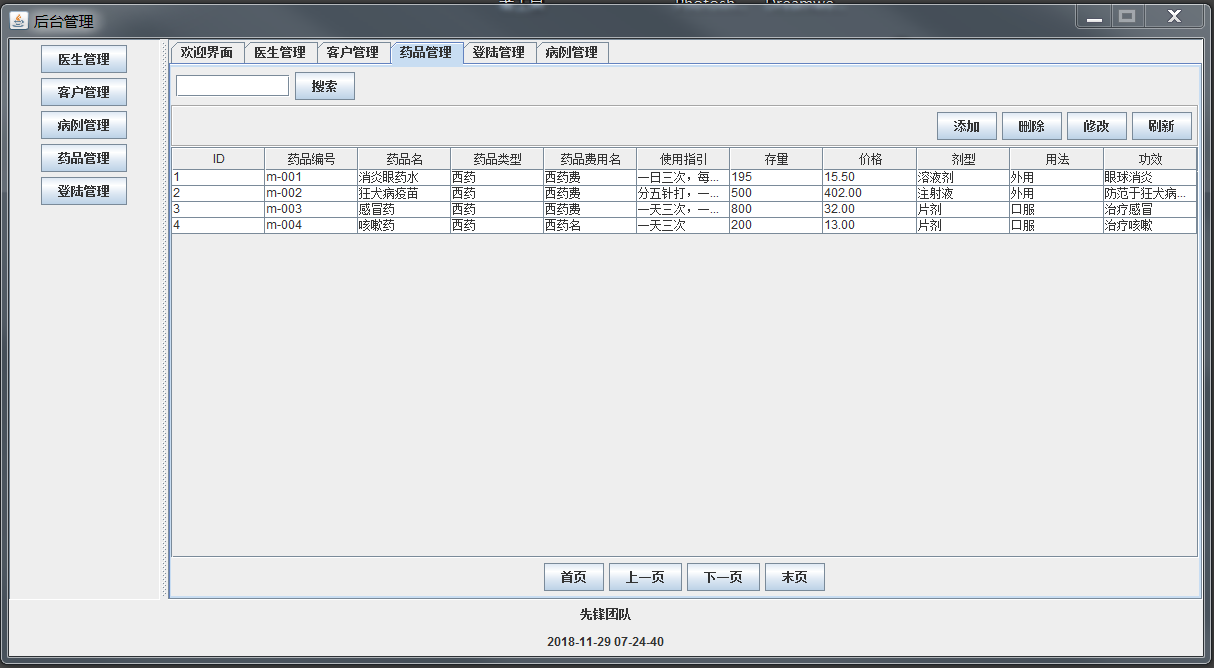 后台管理
医生管理
客户管理
病例管理
药品管理
登陆管理
欢迎界面 医生管理 客户管理 药品管理 登陆管理 病例管理
搜索
添加 删除 修改 刷新
ID 药品编号 药品名 药品类型 药品费用名 使用指引 存量 价格 剂型 用法 功效
1 m-001 消炎眼药水 西药 西药费 一日三次，每... 195 15.50 溶液剂 外用 眼球消炎
2 m-002 狂犬病疫苗 西药 西药费 分五针打，一... 500 402.00 注射液 外用 防范于狂犬病...
3 m-003 感冒药 西药 西药费 一天三次，一... 800 32.00 片剂 口服 治疗感冒
4 m-004 咳嗽药 西药 西药名 一天三次 200 13.00 片剂 口服 治疗咳嗽
首页 上一页 下一页 末页
先锋团队
2018-11-29 07-24-40